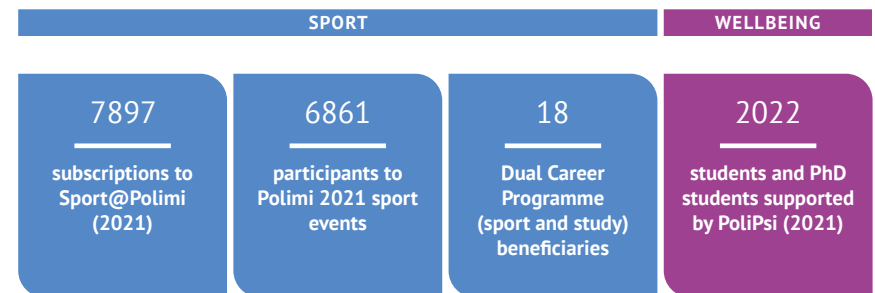 SPORT
WELLBEING
7897
subscriptions to
Sport@Polimi
(2021)
6861
participants to
Polimi 2021 sport
events
18
Dual Career
Programme
(sport and study)
beneficiaries
2022
students and PhD
students supported
by PoliPsi (2021)